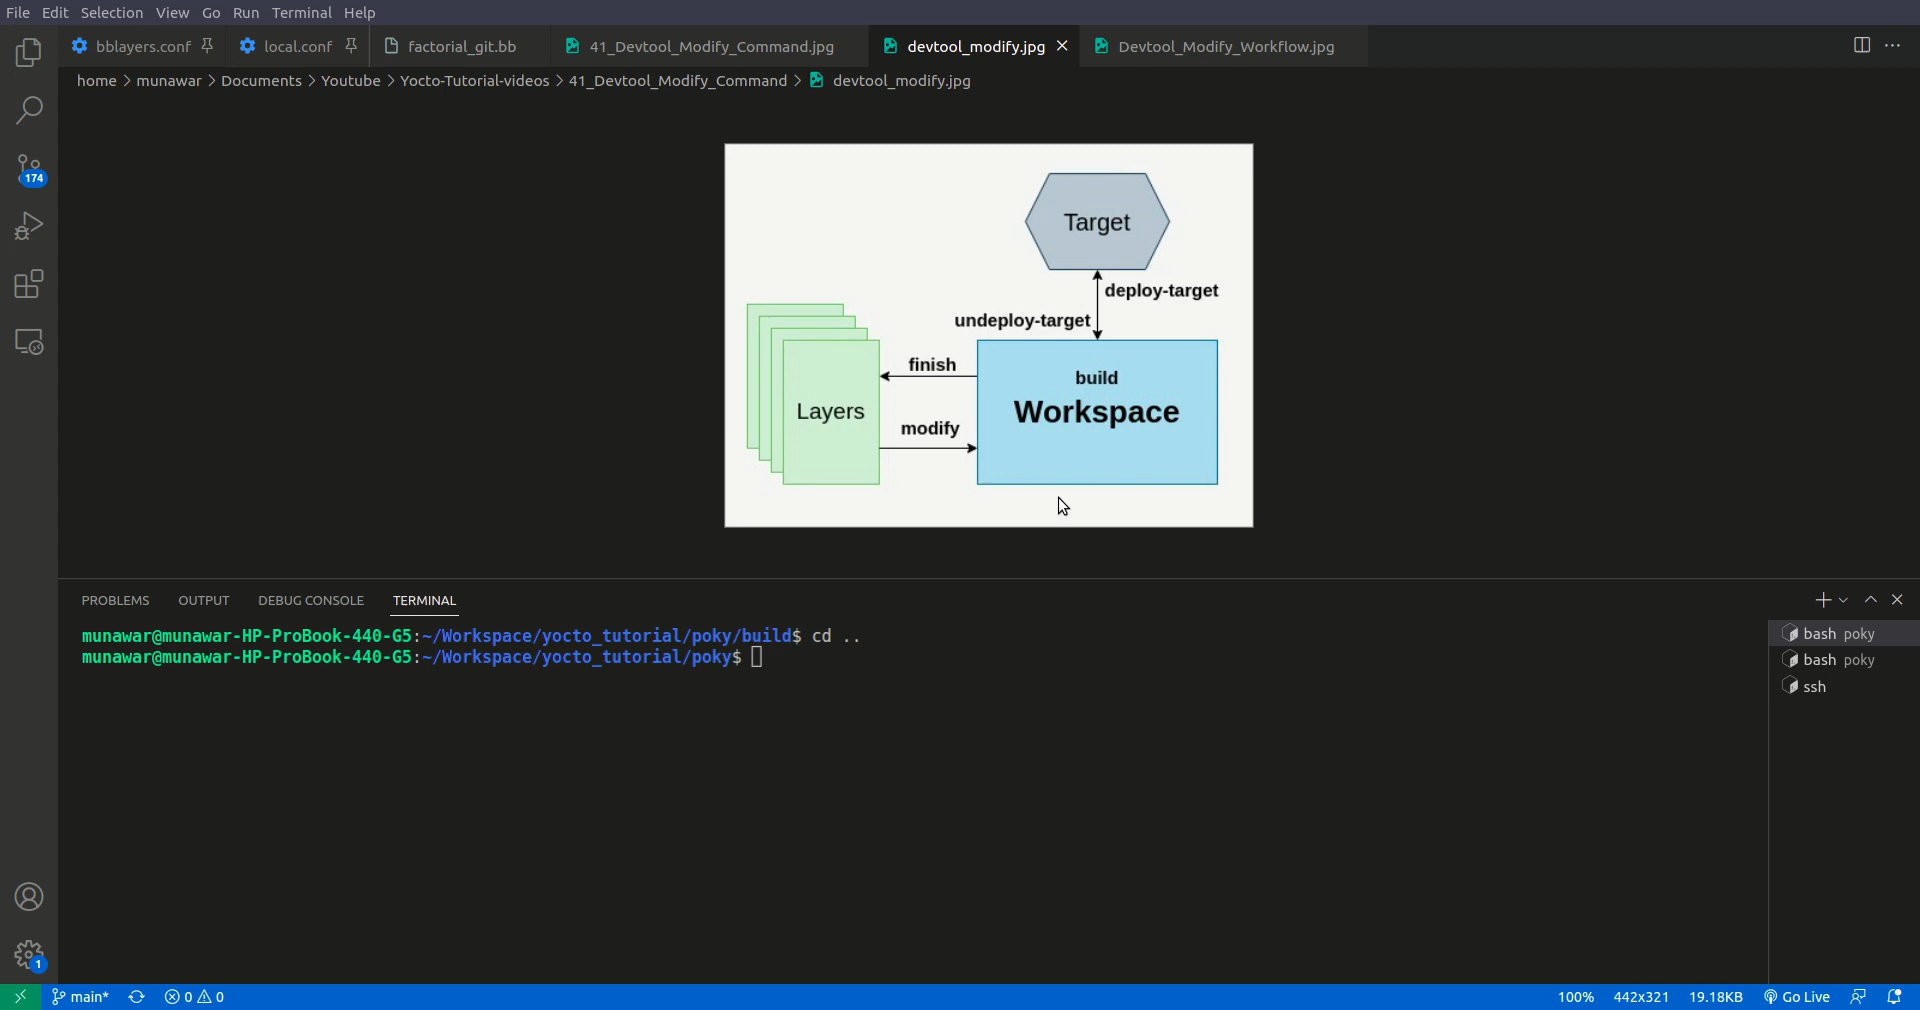 File Edit Selection View Go Run Terminal Help
bblayers.conf local.conf factorial_git.bb 41_Devtool_Modify_Command.jpg devtool_modify.jpg Devtool_Modify_Workflow.jpg
home > munawar > Documents > Youtube > Yocto-Tutorial-videos > 41_Devtool_Modify_Command > devtool_modify.jpg
174
Target
deploy-target
undeploy-target
finish
build
Layers
Workspace
modify
PROBLEMS OUTPUT DEBUG CONSOLE TERMINAL
munawar@munawar-HP-ProBook-440-G5:~/Workspace/yocto_tutorial/poky/build$ cd ..
munawar@munawar-HP-ProBook-440-G5:~/Workspace/yocto_tutorial/poky$
bash poky
bash poky
ssh
1
main* 0 0 100% 442x321 19.18KB Go Live